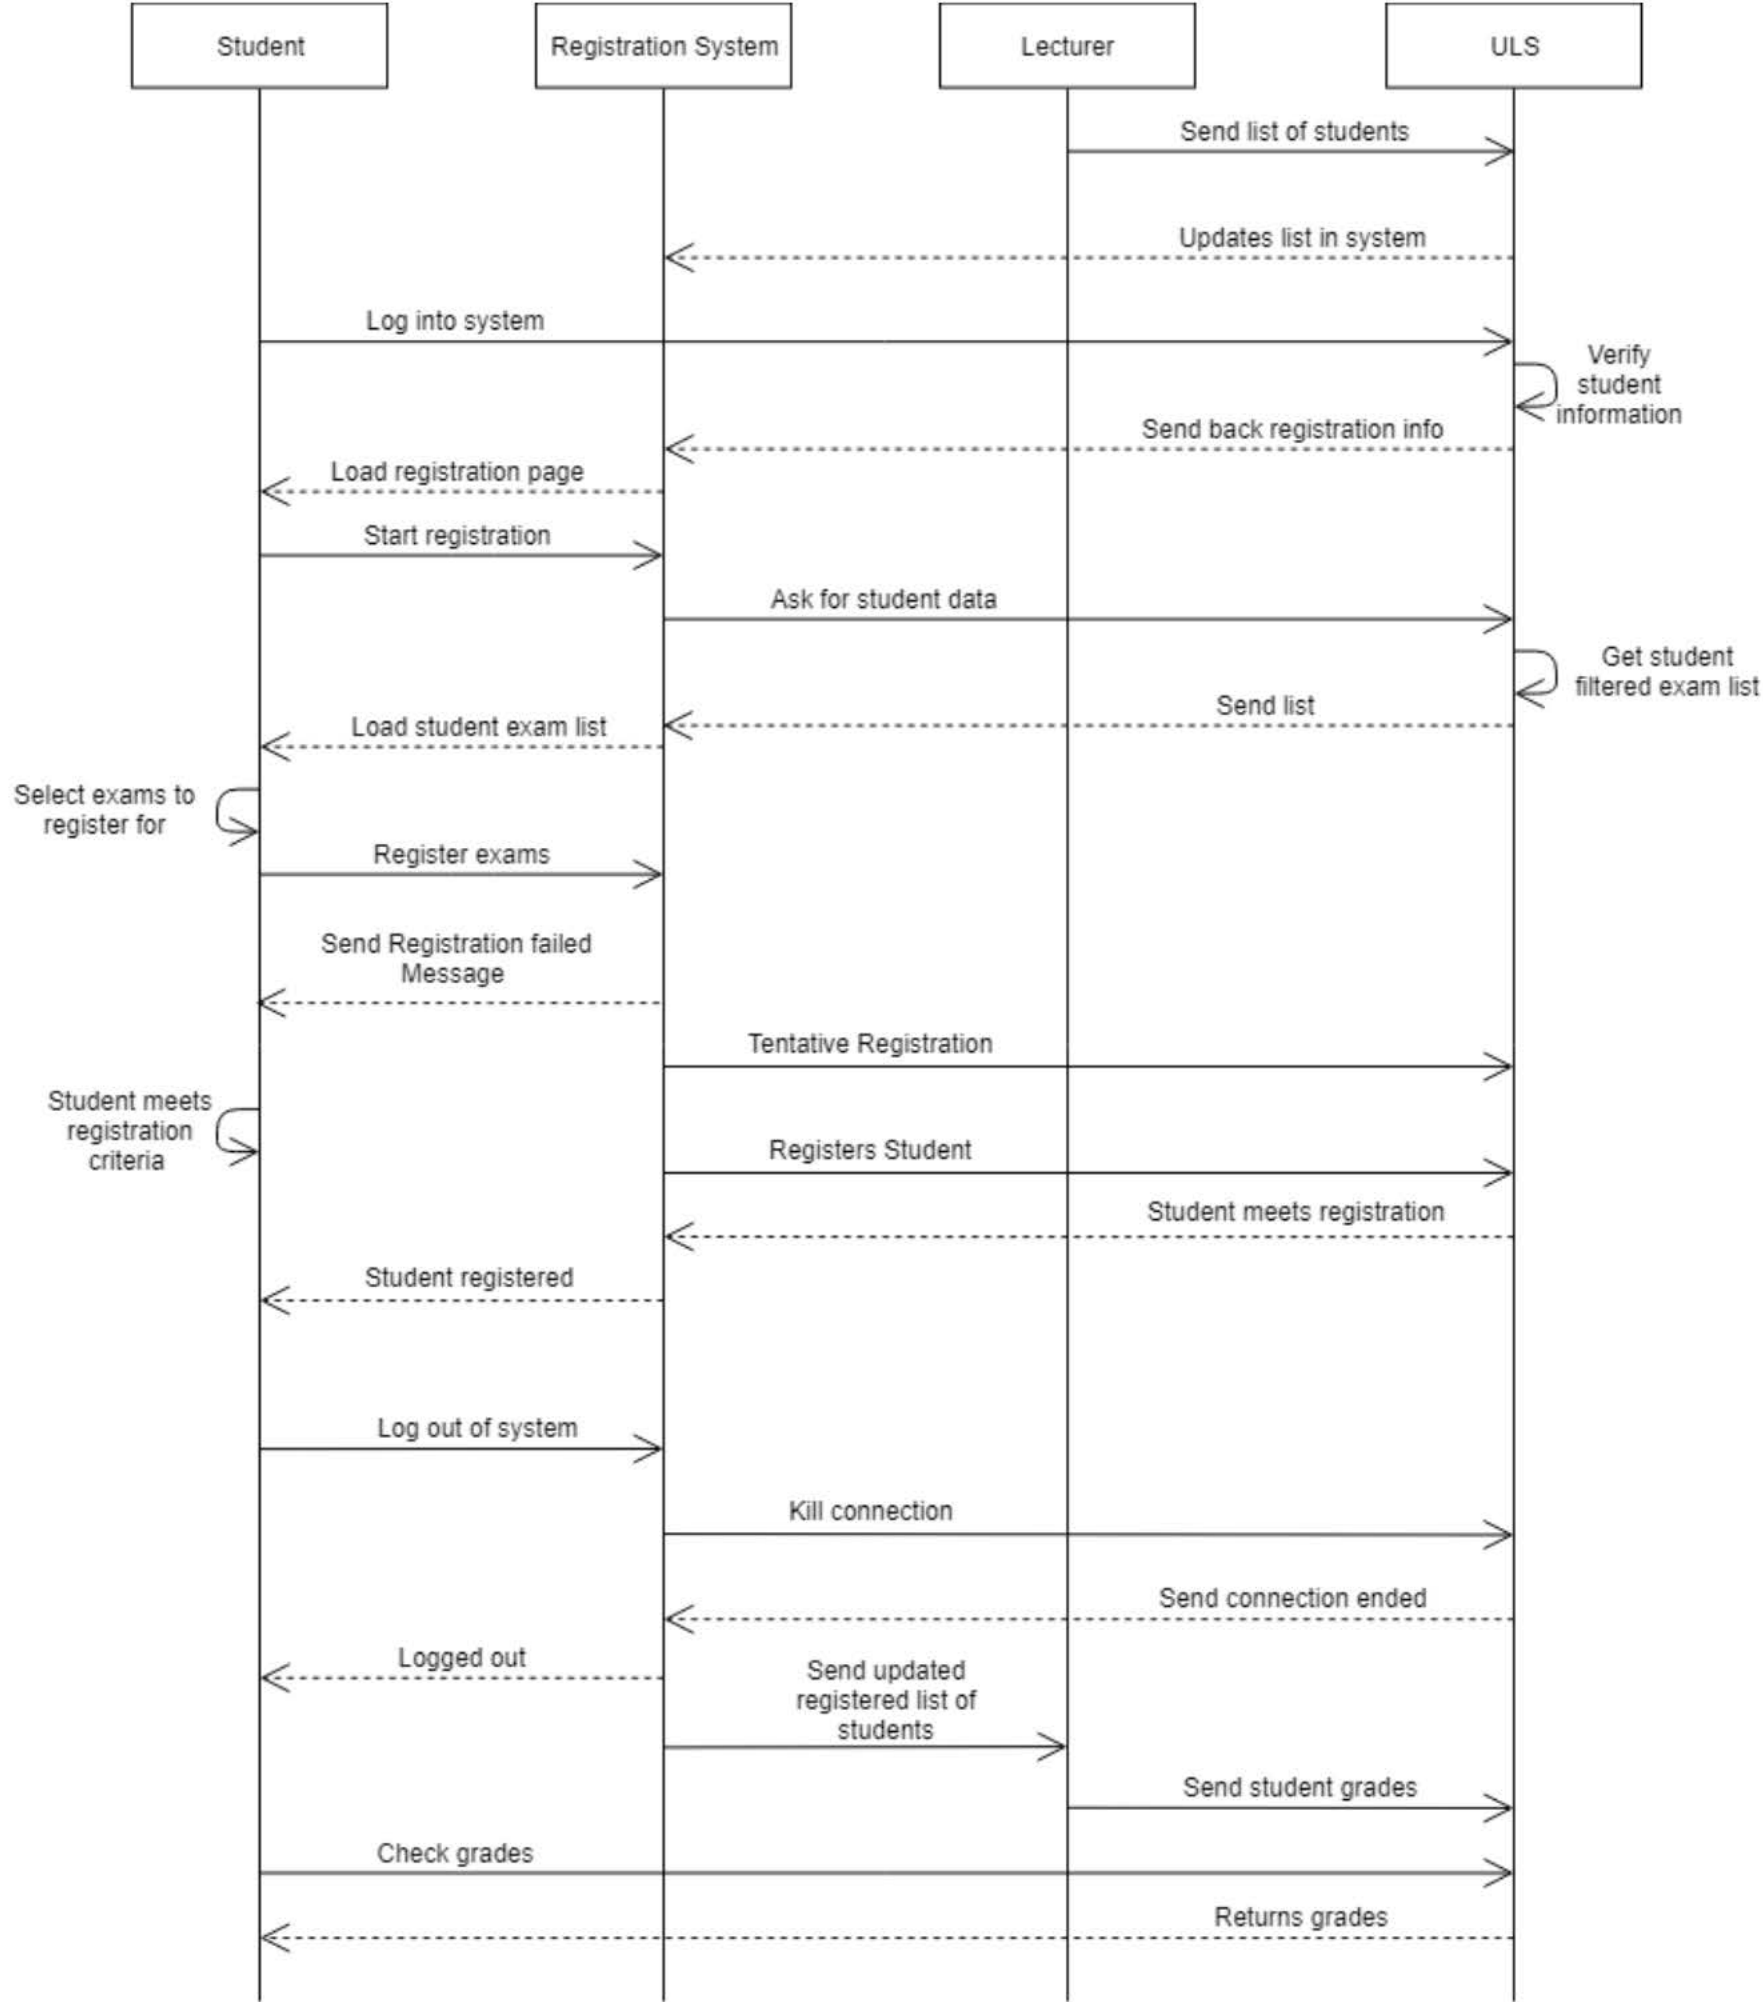 Student
Registration System
Lecturer
ULS
Send list of students
Updates list in system
Log into system
Verify
student
information
Send back registration info
Load registration page
Start registration
Ask for student data
Get student
filtered exam list
Send list
Load student exam list
Select exams to
register for
Register exams
Send Registration failed
Message
Tentative Registration
Student meets
registration
criteria
Registers Student
Student meets registration
Student registered
Log out of system
Kill connection
Send connection ended
Logged out
Send updated
registered list of
students
Send student grades
Check grades
Returns grades